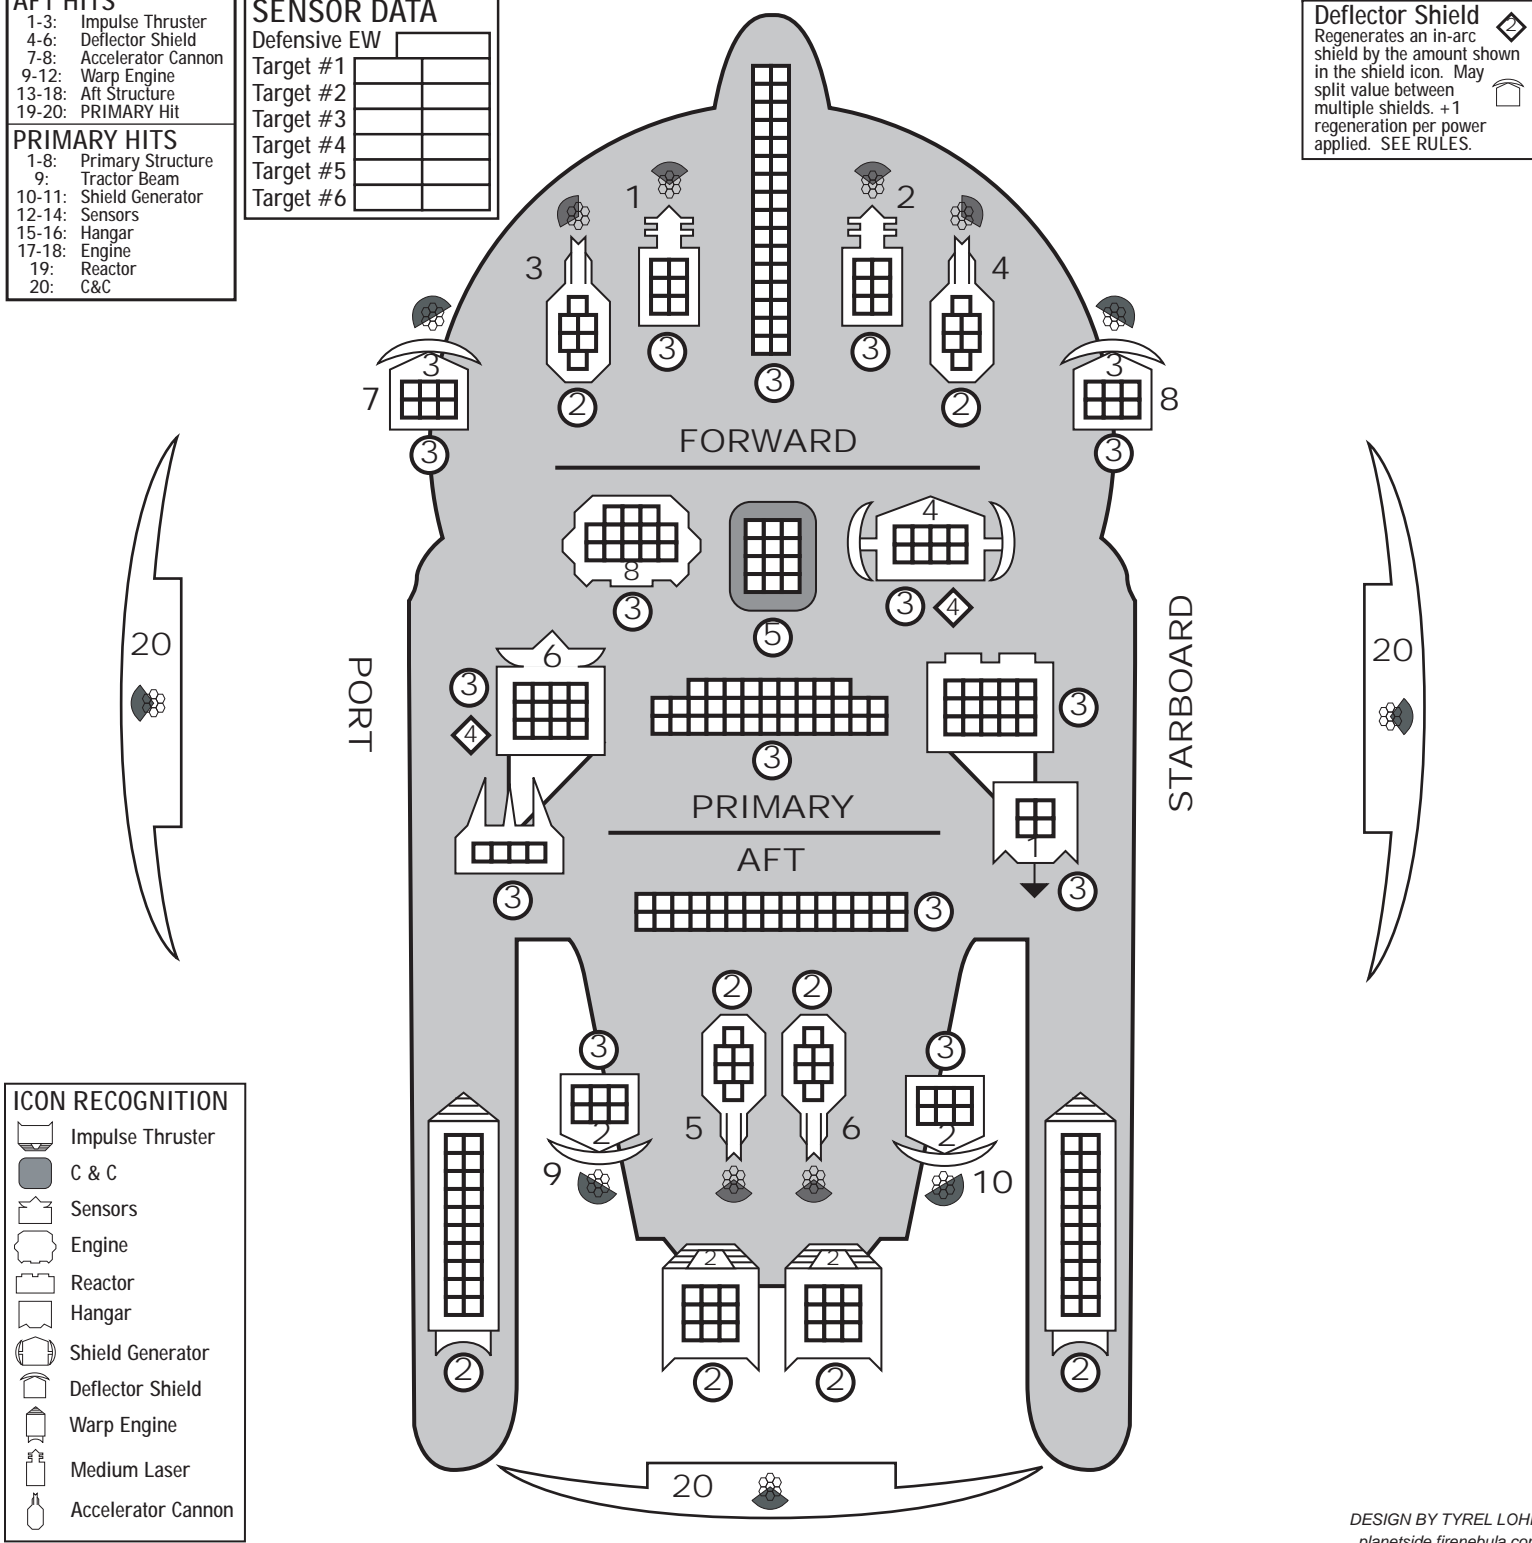 AFT HITS
1-3: Impulse Thruster
4-6: Deflector Shield
7-8: Accelerator Cannon
9-12: Warp Engine
13-18: Aft Structure
19-20: PRIMARY Hit
PRIMARY HITS
1-8: Primary Structure
9: Tractor Beam
10-11: Shield Generator
12-14: Sensors
15-16: Hangar
17-18: Engine
19: Reactor
20: C&C
SENSOR DATA
Defensive EW
Target #1
Target #2
Target #3
Target #4
Target #5
Target #6
Deflector Shield 2
Regenerates an in-arc
shield by the amount shown
in the shield icon. May
split value between
multiple shields. +1
regeneration per power
applied. SEE RULES.
1 2
3 4
3 3
3
2 2
3 3
7 8
3 3
FORWARD
4
8
3 3 4
5
20 20
PORT
STARBOARD
6
3 3
4
3
PRIMARY
1
AFT
3 3
3
2 2
3 3
5 6
2 2
9 10
2 2
2 2
2 2
20
ICON RECOGNITION
Impulse Thruster
C & C
Sensors
Engine
Reactor
Hangar
Shield Generator
Deflector Shield
Warp Engine
Medium Laser
Accelerator Cannon
DESIGN BY TYREL
planetside.firenebula